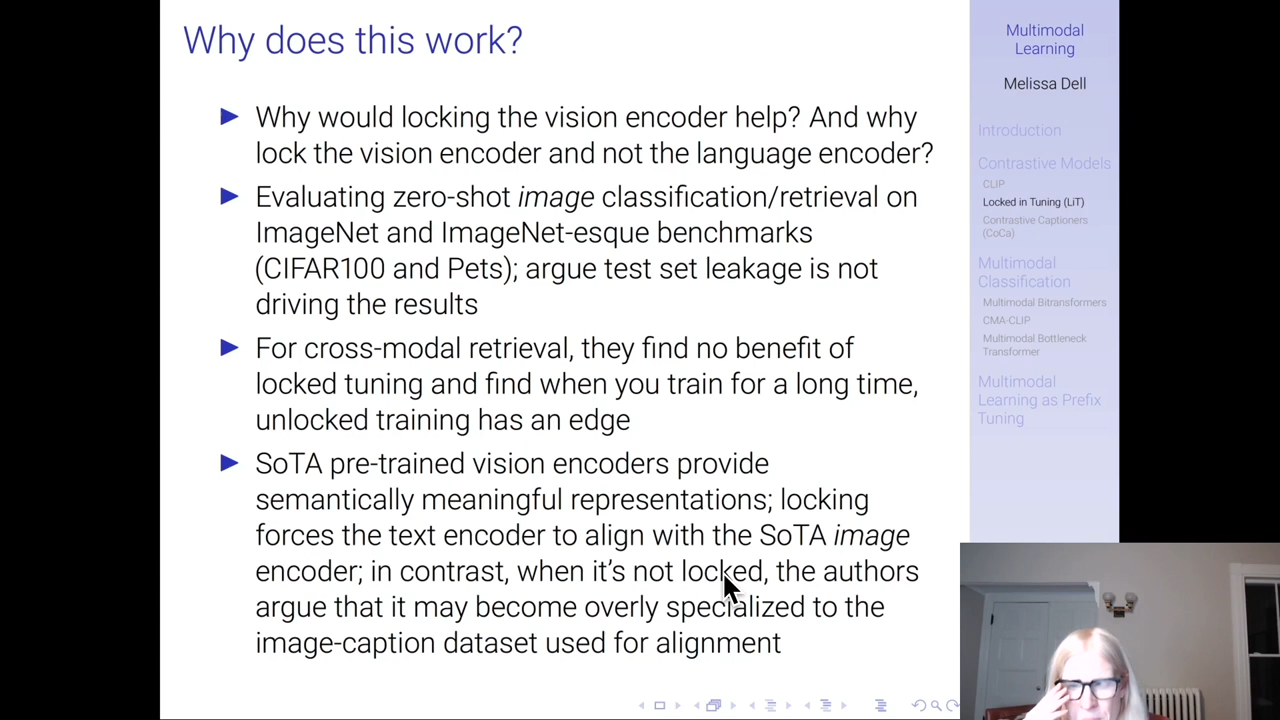 Why does this work?
Why would locking the vision encoder help? And why
lock the vision encoder and not the language encoder?
Evaluating zero-shot image classification/retrieval on
ImageNet and ImageNet-esque benchmarks
(CIFAR100 and Pets); argue test set leakage is not
driving the results
For cross-modal retrieval, they find no benefit of
locked tuning and find when you train for a long time,
unlocked training has an edge
SoTA pre-trained vision encoders provide
semantically meaningful representations; locking
forces the text encoder to align with the SoTA image
encoder; in contrast, when it's not locked, the authors
argue that it may become overly specialized to the
image-caption dataset used for alignment
Multimodal
Learning
Melissa Dell
Introduction
Contrastive Models
CLIP
Locked in Tuning (LiT)
Contrastive Captioners
(CoCa)
Multimodal
Classification
Multimodal Bitransformers
CMA-CLIP
Multimodal Bottleneck
Transformer
Multimodal
Learning as Prefix
Tuning